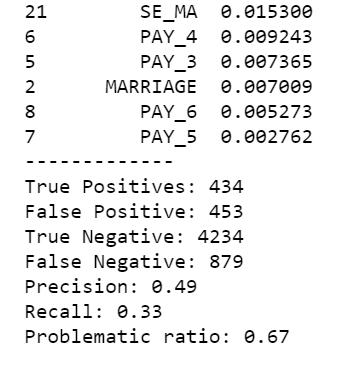 21 SE_MA 0.015300
6 PAY_4 0.009243
5 PAY_3 0.007365
2 MARRIAGE 0.007009
8 PAY_6 0.005273
7 PAY_5 0.002762
-------------
True Positives: 434
False Positive: 453
True Negative: 4234
False Negative: 879
Precision: 0.49
Recall: 0.33
Problematic ratio: 0.67